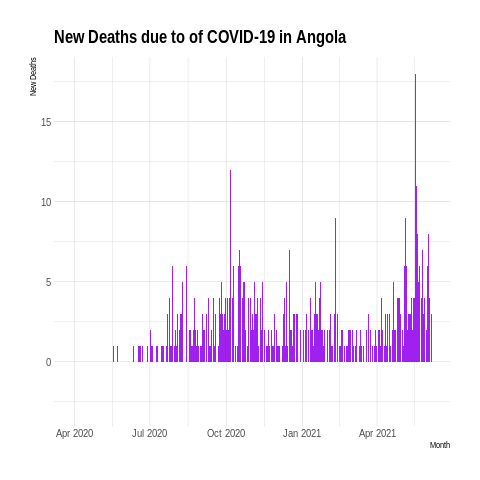 New Deaths due to of COVID-19 in Angola
New Deaths
15
10
5
0
Apr 2020 Jul 2020 Oct 2020 Jan 2021 Apr 2021
Month